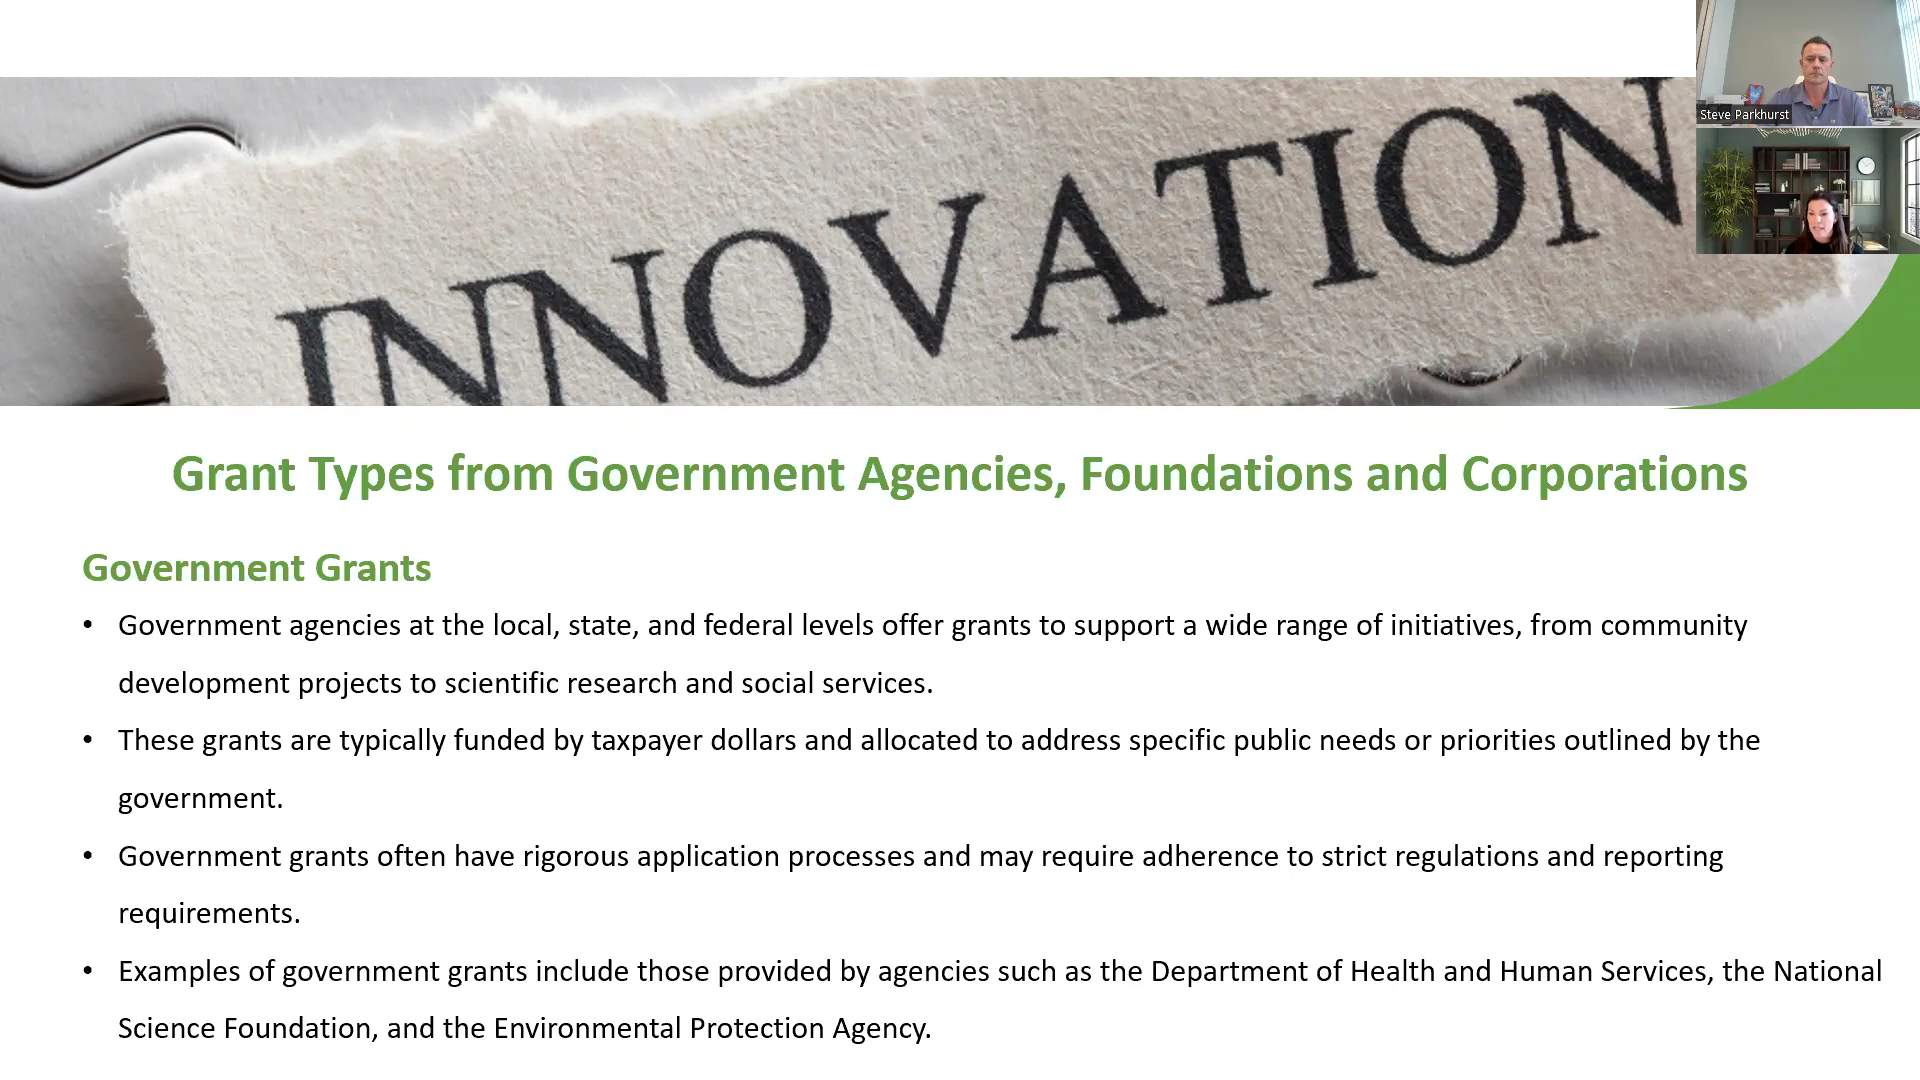 Steve Parkhurst
INNOVATION
Grant Types from Government Agencies, Foundations and Corporations
Government Grants
• Government agencies at the local, state, and federal levels offer grants to support a wide range of initiatives, from community
development projects to scientific research and social services.
• These grants are typically funded by taxpayer dollars and allocated to address specific public needs or priorities outlined by the
government.
• Government grants often have rigorous application processes and may require adherence to strict regulations and reporting
requirements.
• Examples of government grants include those provided by agencies such as the Department of Health and Human Services, the National
Science Foundation, and the Environmental Protection Agency.